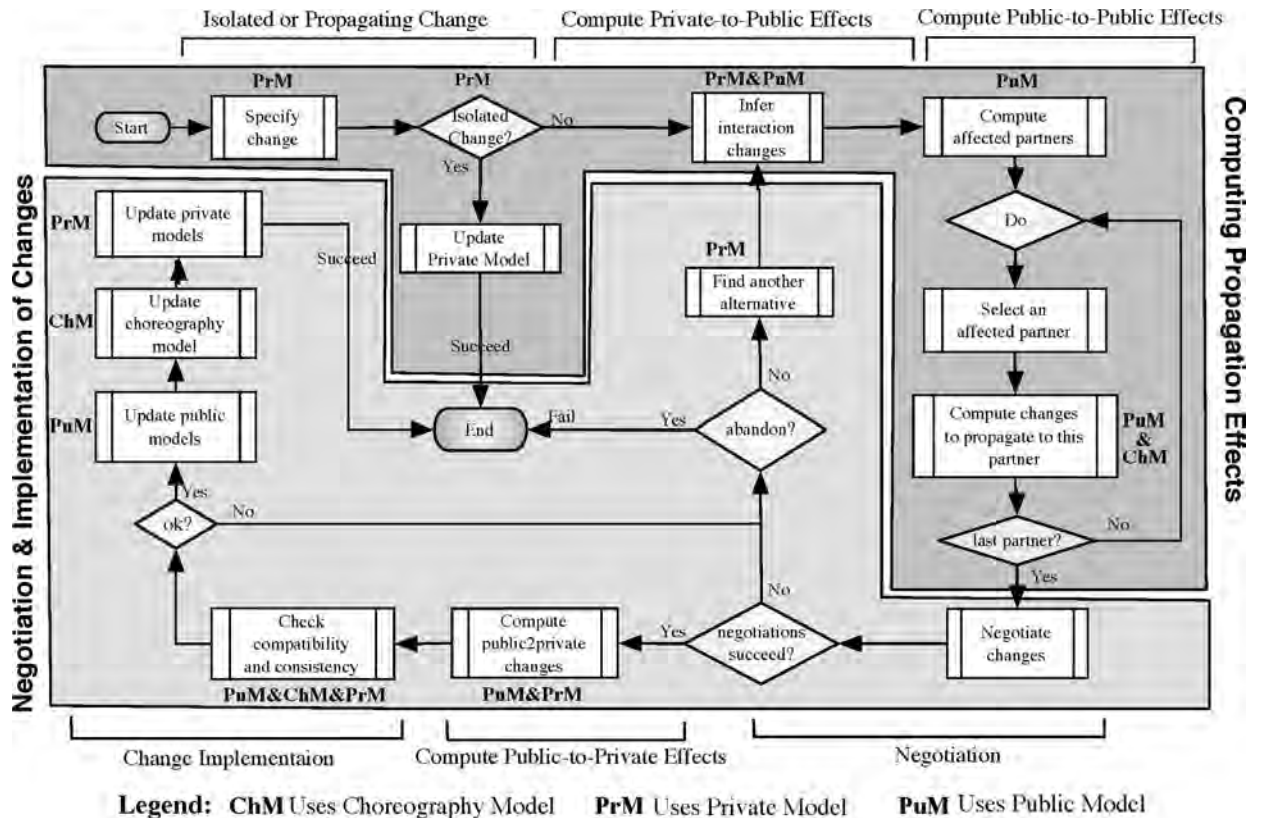 Isolated or Propagating Change
Compute Private-to-Public Effects
Compute Public-to-Public Effects
PrM
PrM
PrM&PuM
PuM
Start
Specify
change
Isolated
Change?
No
Infer
interaction
changes
Compute
affected partners
Yes
Update
Private Model
Succeed
Do
Select an
affected partner
Compute changes
to propagate to this
partner
PuM
&
ChM
last partner?
No
Yes
Computing Propagation Effects
Negotiation & Implementation of Changes
PrM
Update private
models
Succeed
ChM
Update
choreography
model
PuM
Update public
models
End
Fail
Yes
abandon?
No
PrM
Find another
alternative
Yes
ok?
No
No
Check
compatibility
and consistency
PuM&ChM&PrM
Compute
public2private
changes
PuM&PrM
Yes
negotiations
succeed?
Negotiate
changes
Change Implementaion
Compute Public-to-Private Effects
Negotiation
Legend: ChM Uses Choreography Model PrM Uses Private Model PuM Uses Public Model